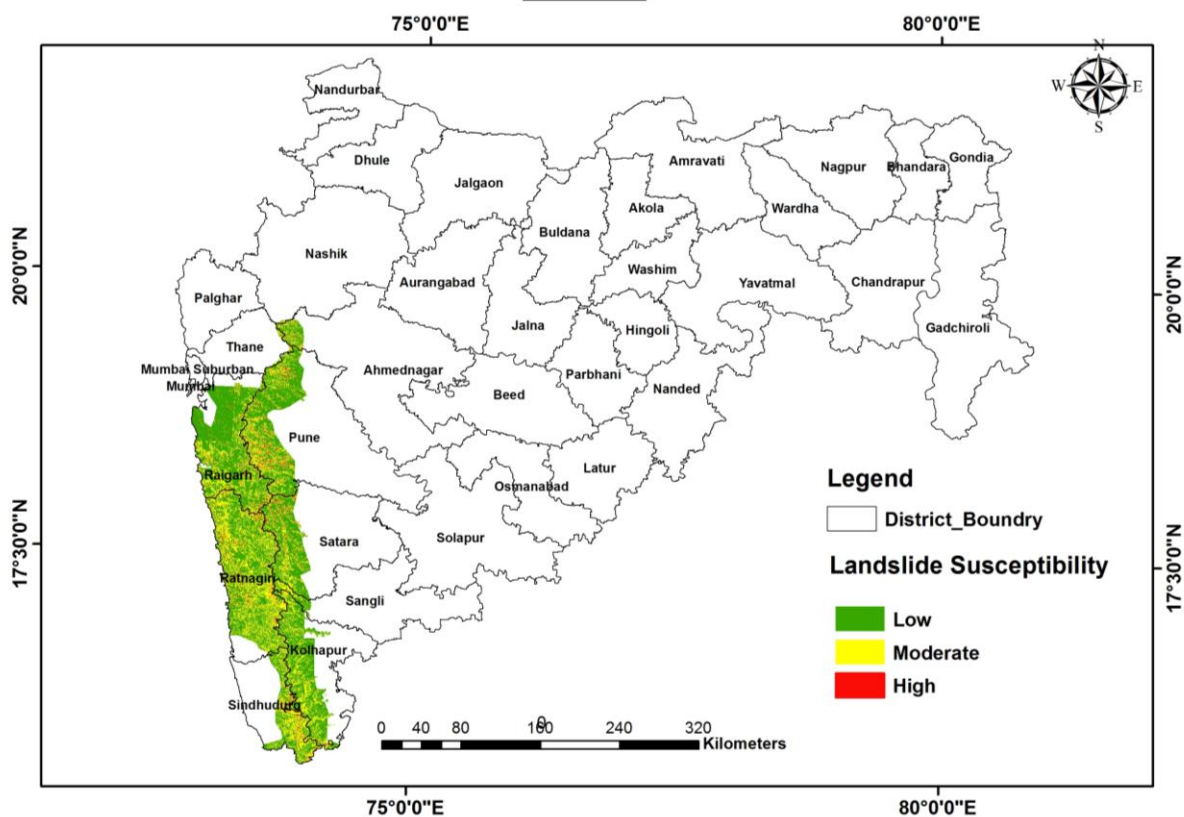 75°0'0"E
80°0'0"E
N
W
E
S
Nandurbar
Dhule
Jalgaon
Amravati
Nagpur
Bhandara
Gondia
Akola
Wardha
Buldana
Nashik
Washim
Aurangabad
Yavatmal
Chandrapur
20°0'0"N
20°0'0"N
Palghar
Jalna
Hingoli
Gadchiroli
Thane
Mumbai Suburban
Ahmednagar
Parbhani
Mumbai
Nanded
Beed
Pune
Latur
Raigarh
Osmanabad
Legend
District_Boundry
Satara
Solapur
17°30'0"N
17°30'0"N
Landslide Susceptibility
Ratnagiri
Sangli
Low
Kolhapur
Moderate
High
Sindhudurg
0
0 40 80 160 240 320
Kilometers
75°0'0"E
80°0'0"E